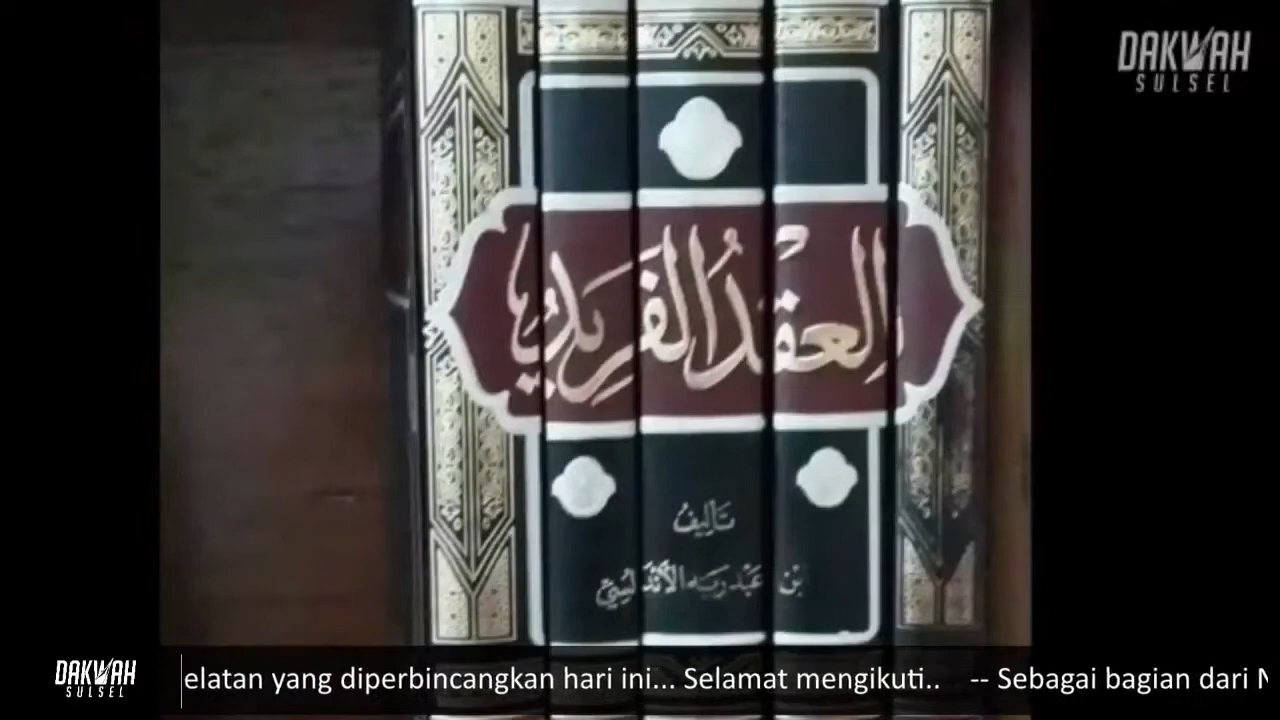 DAKWAH
SULSEL
العقد الفريد
تأليف
ابن عبد ربه الأندلسي
DAKWAH
SULSEL
elatan yang diperbincangkan hari ini... Selamat mengikuti.. -- Sebagai bagian dari